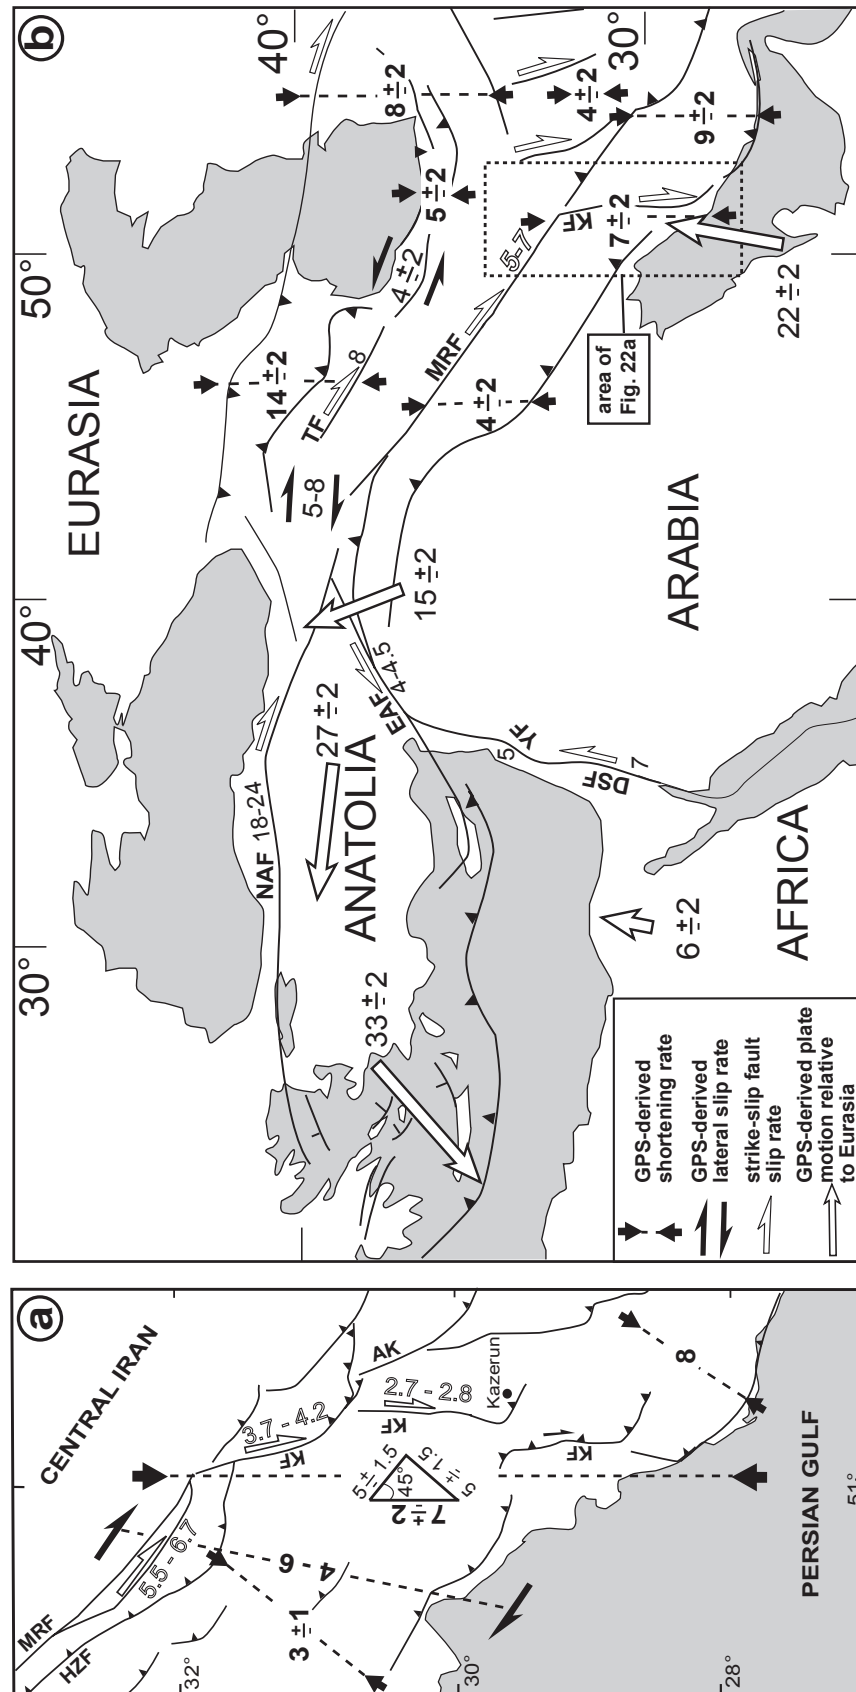 a
CENTRAL IRAN
MRF
HZF
5.5 - 6.7
3.7 - 4.2
KF
AK
2.7 - 2.8
KF
Kazerun
KF
3 ± 1
4 6
7 ± 2
5 ± 1.5
45°
5 ± 1.5
8
PERSIAN GULF
32°
30°
28°
51°
b
30°
40°
50°
40°
30°
EURASIA
ANATOLIA
ARABIA
AFRICA
NAF 18-24
27 ± 2
33 ± 2
EAF
4-4.5
YF
5
DSF
7
6 ± 2
15 ± 2
5-8
TF
8
14 ± 2
MRF
5-7
4 ± 2
4 ± 2
5 ± 2
8 ± 2
4 ± 2
9 ± 2
KF
7 ± 2
22 ± 2
area of
Fig. 22a
GPS-derived
shortening rate
GPS-derived
lateral slip rate
strike-slip fault
slip rate
GPS-derived plate
motion relative
to Eurasia